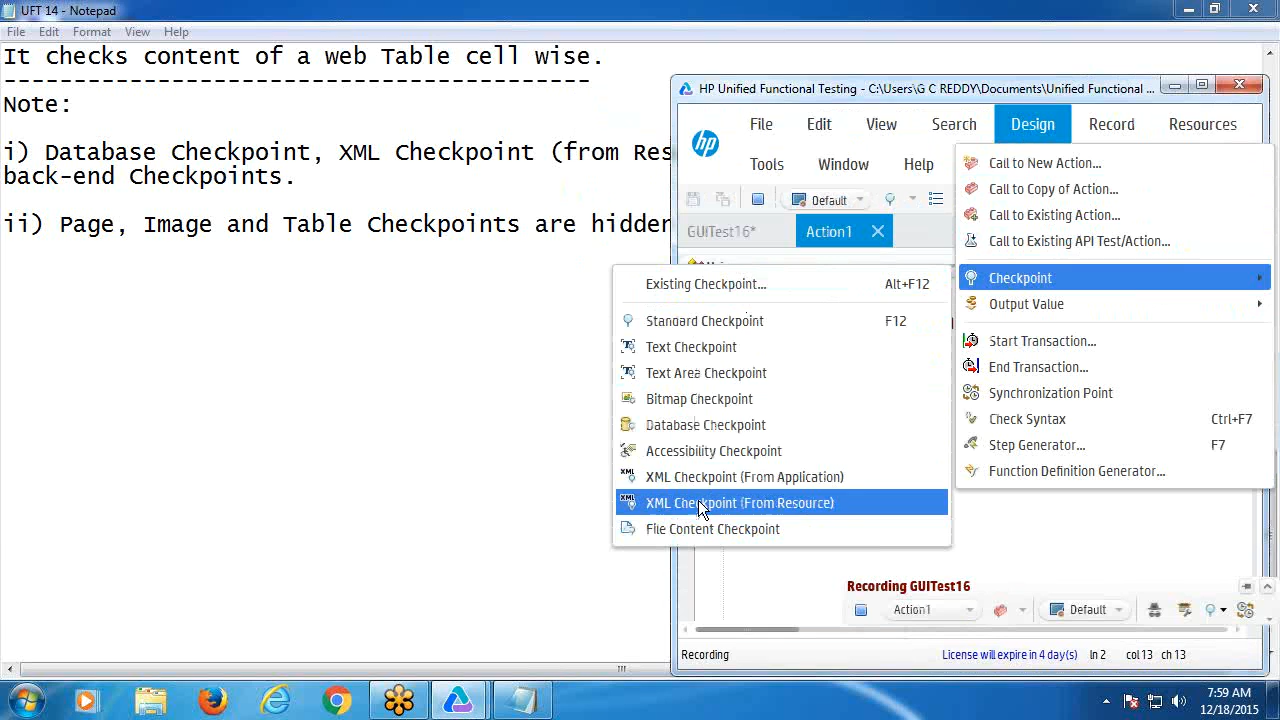 UFT 14 - Notepad
File Edit Format View Help
It checks content of a web Table cell wise.
------------------------------------------
Note:
i) Database Checkpoint, XML Checkpoint (from Res
back-end Checkpoints.
ii) Page, Image and Table Checkpoints are hidden
HP Unified Functional Testing - C:\Users\G C REDDY\Documents\Unified Functional ...
hp
File Edit View Search Design Record Resources
Tools Window Help
Default
GUITest16* Action1
Call to New Action...
Call to Copy of Action...
Call to Existing Action...
Call to Existing API Test/Action...
Checkpoint
Output Value
Start Transaction...
End Transaction...
Synchronization Point
Check Syntax Ctrl+F7
Step Generator... F7
Function Definition Generator...
Existing Checkpoint... Alt+F12
Standard Checkpoint F12
Text Checkpoint
Text Area Checkpoint
Bitmap Checkpoint
Database Checkpoint
Accessibility Checkpoint
XML Checkpoint (From Application)
XML Checkpoint (From Resource)
File Content Checkpoint
Recording GUITest16
Action1 Default
Recording License will expire in 4 day(s) ln 2 col 13 ch 13
7:59 AM
12/18/2015